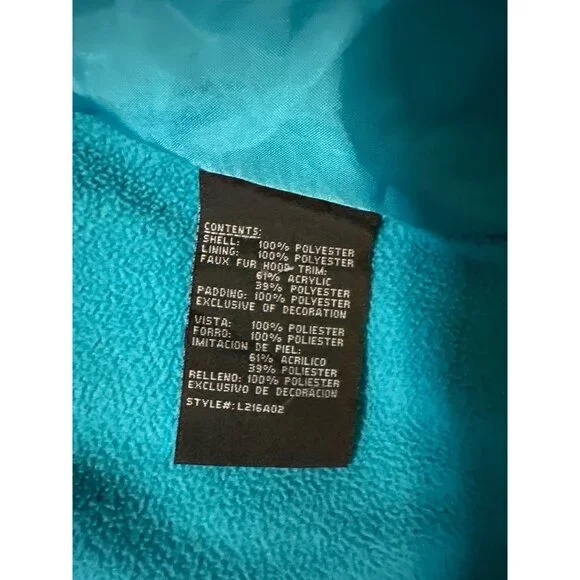 CONTENTS:
SHELL: 100% POLYESTER
LINING: 100% POLYESTER
FAUX FUR HOOD TRIM:
61% ACRYLIC
39% POLYESTER
PADDING: 100% POLYESTER
EXCLUSIVE OF DECORATION
VISTA: 100% POLIESTER
FORRO: 100% POLIESTER
IMITACION DE PIEL:
61% ACRILICO
39% POLIESTER
RELLENO: 100% POLIESTER
EXCLUSIVO DE DECORACION
STYLE#: L216A02